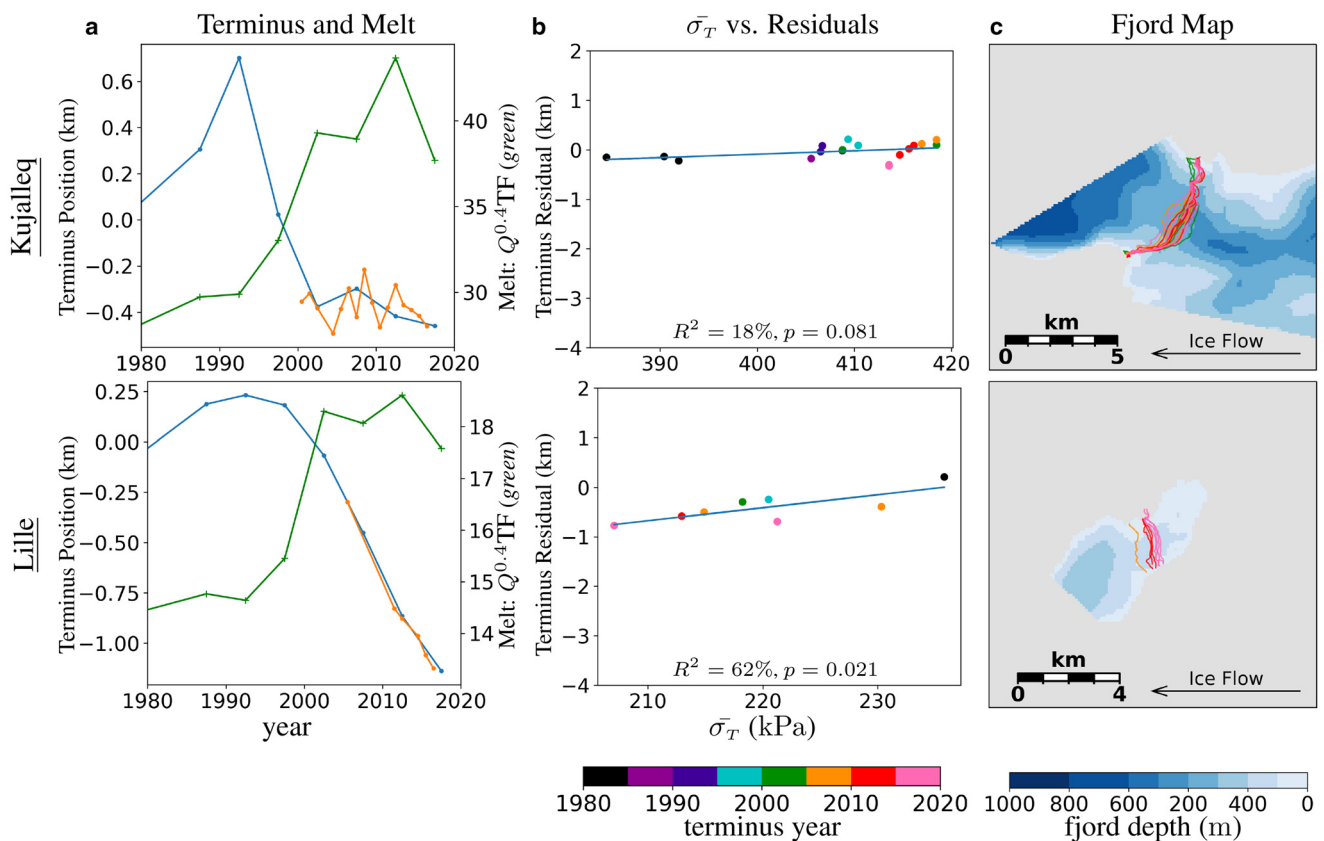 a
Terminus and Melt
b
σ̄_T vs. Residuals
c
Fjord Map
Kujalleq
Terminus Position (km)
0.6
0.4
0.2
0.0
−0.2
−0.4
40
35
30
Melt: Q^0.4TF (green)
1980 1990 2000 2010 2020
Terminus Residual (km)
2
1
0
−1
−2
−3
−4
R² = 18%, p = 0.081
390 400 410 420
km
0 5
Ice Flow
Lille
Terminus Position (km)
0.25
0.00
−0.25
−0.50
−0.75
−1.00
18
17
16
15
14
Melt: Q^0.4TF (green)
1980 1990 2000 2010 2020
year
Terminus Residual (km)
2
1
0
−1
−2
−3
−4
R² = 62%, p = 0.021
210 220 230
σ̄_T (kPa)
km
0 4
Ice Flow
1980 1990 2000 2010 2020
terminus year
1000 800 600 200 400 0
fjord depth (m)